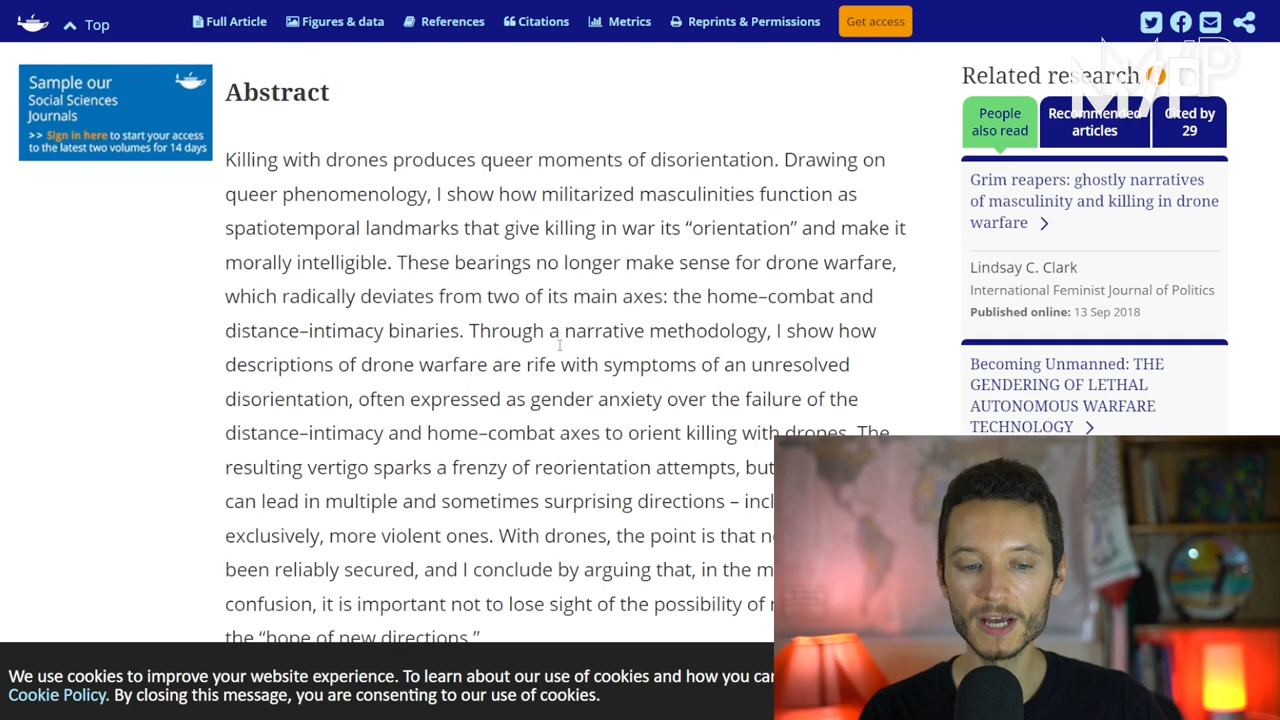 Top
Full Article
Figures & data
References
Citations
Metrics
Reprints & Permissions
Get access
Sample our
Social Sciences
Journals
>> Sign in here to start your access
to the latest two volumes for 14 days
Abstract
Killing with drones produces queer moments of disorientation. Drawing on
queer phenomenology, I show how militarized masculinities function as
spatiotemporal landmarks that give killing in war its “orientation” and make it
morally intelligible. These bearings no longer make sense for drone warfare,
which radically deviates from two of its main axes: the home–combat and
distance–intimacy binaries. Through a narrative methodology, I show how
descriptions of drone warfare are rife with symptoms of an unresolved
disorientation, often expressed as gender anxiety over the failure of the
distance–intimacy and home–combat axes to orient killing with drones. The
resulting vertigo sparks a frenzy of reorientation attempts, but
can lead in multiple and sometimes surprising directions –
exclusively, more violent ones. With drones, the point is that
been reliably secured, and I conclude by arguing that, in the
confusion, it is important not to lose sight of the possibility of
the “hope of new directions.”
Related research
People
also read
Recommended
articles
Cited by
29
Grim reapers: ghostly narratives
of masculinity and killing in drone
warfare
Lindsay C. Clark
International Feminist Journal of Politics
Published online: 13 Sep 2018
Becoming Unmanned: THE
GENDERING OF LETHAL
AUTONOMOUS WARFARE
TECHNOLOGY
We use cookies to improve your website experience. To learn about our use of cookies and how you
Cookie Policy. By closing this message, you are consenting to our use of cookies.